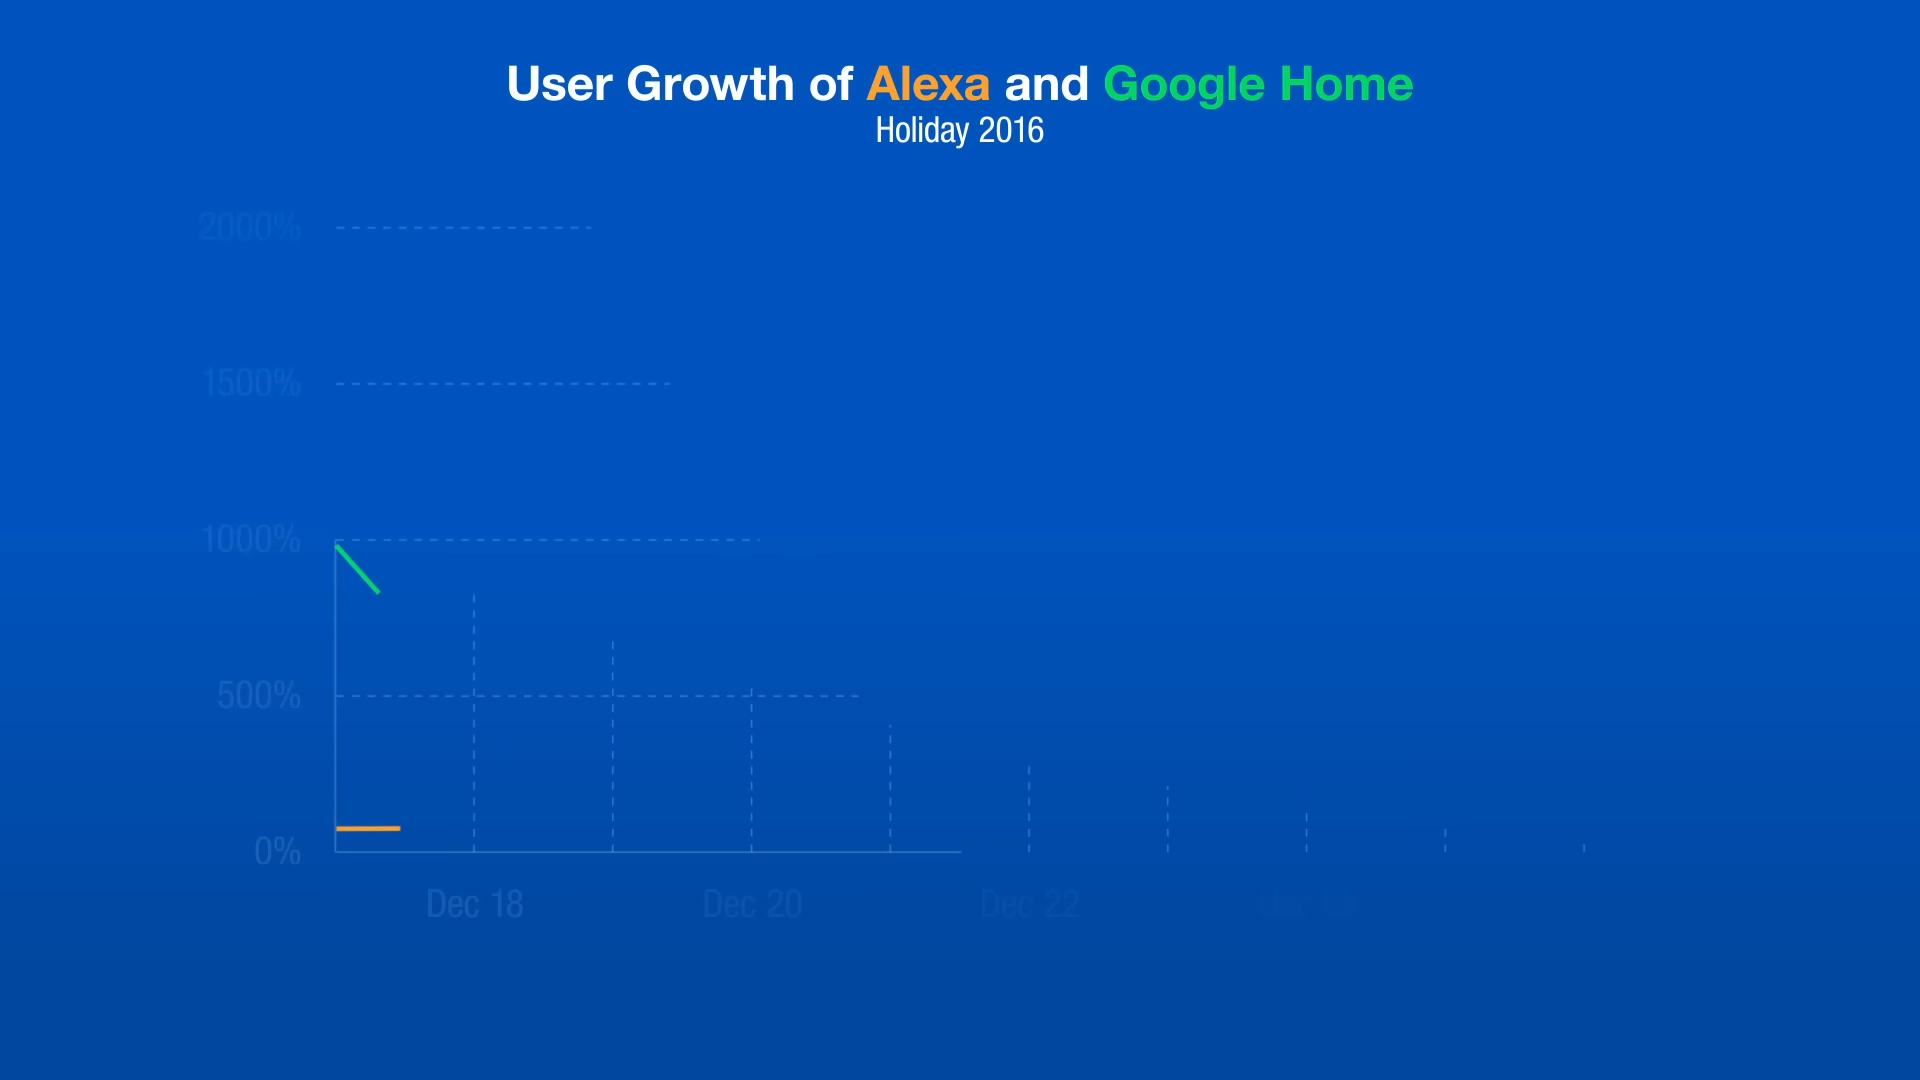 User Growth of Alexa and Google Home
Holiday 2016
2000%
1500%
1000%
500%
0%
Dec 18 Dec 20 Dec 22